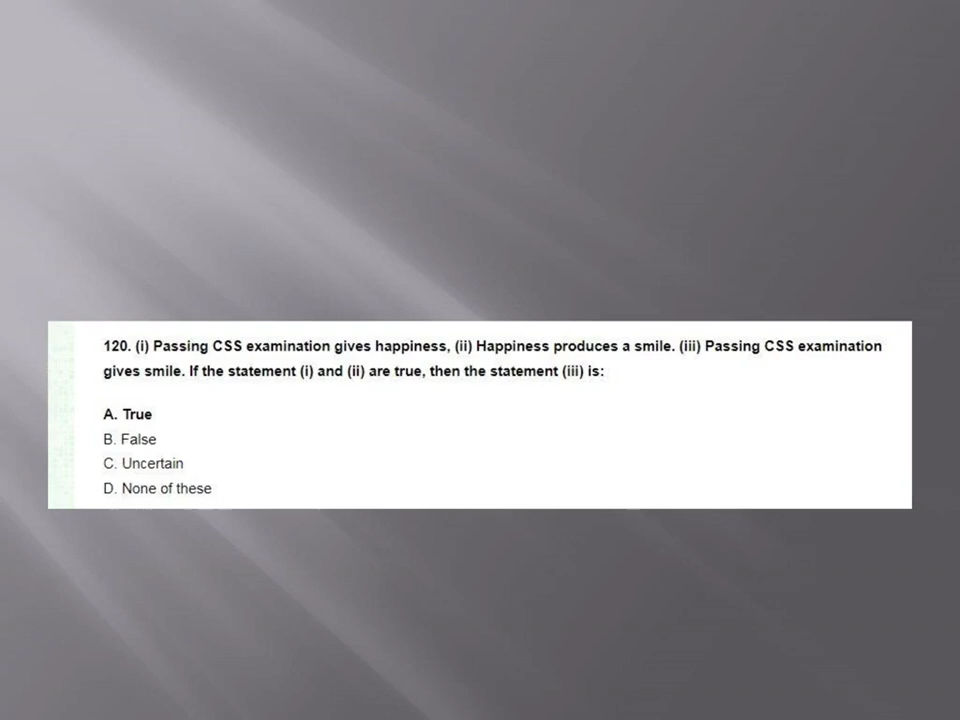 120. (i) Passing CSS examination gives happiness, (ii) Happiness produces a smile. (iii) Passing CSS examination
gives smile. If the statement (i) and (ii) are true, then the statement (iii) is:
A. True
B. False
C. Uncertain
D. None of these